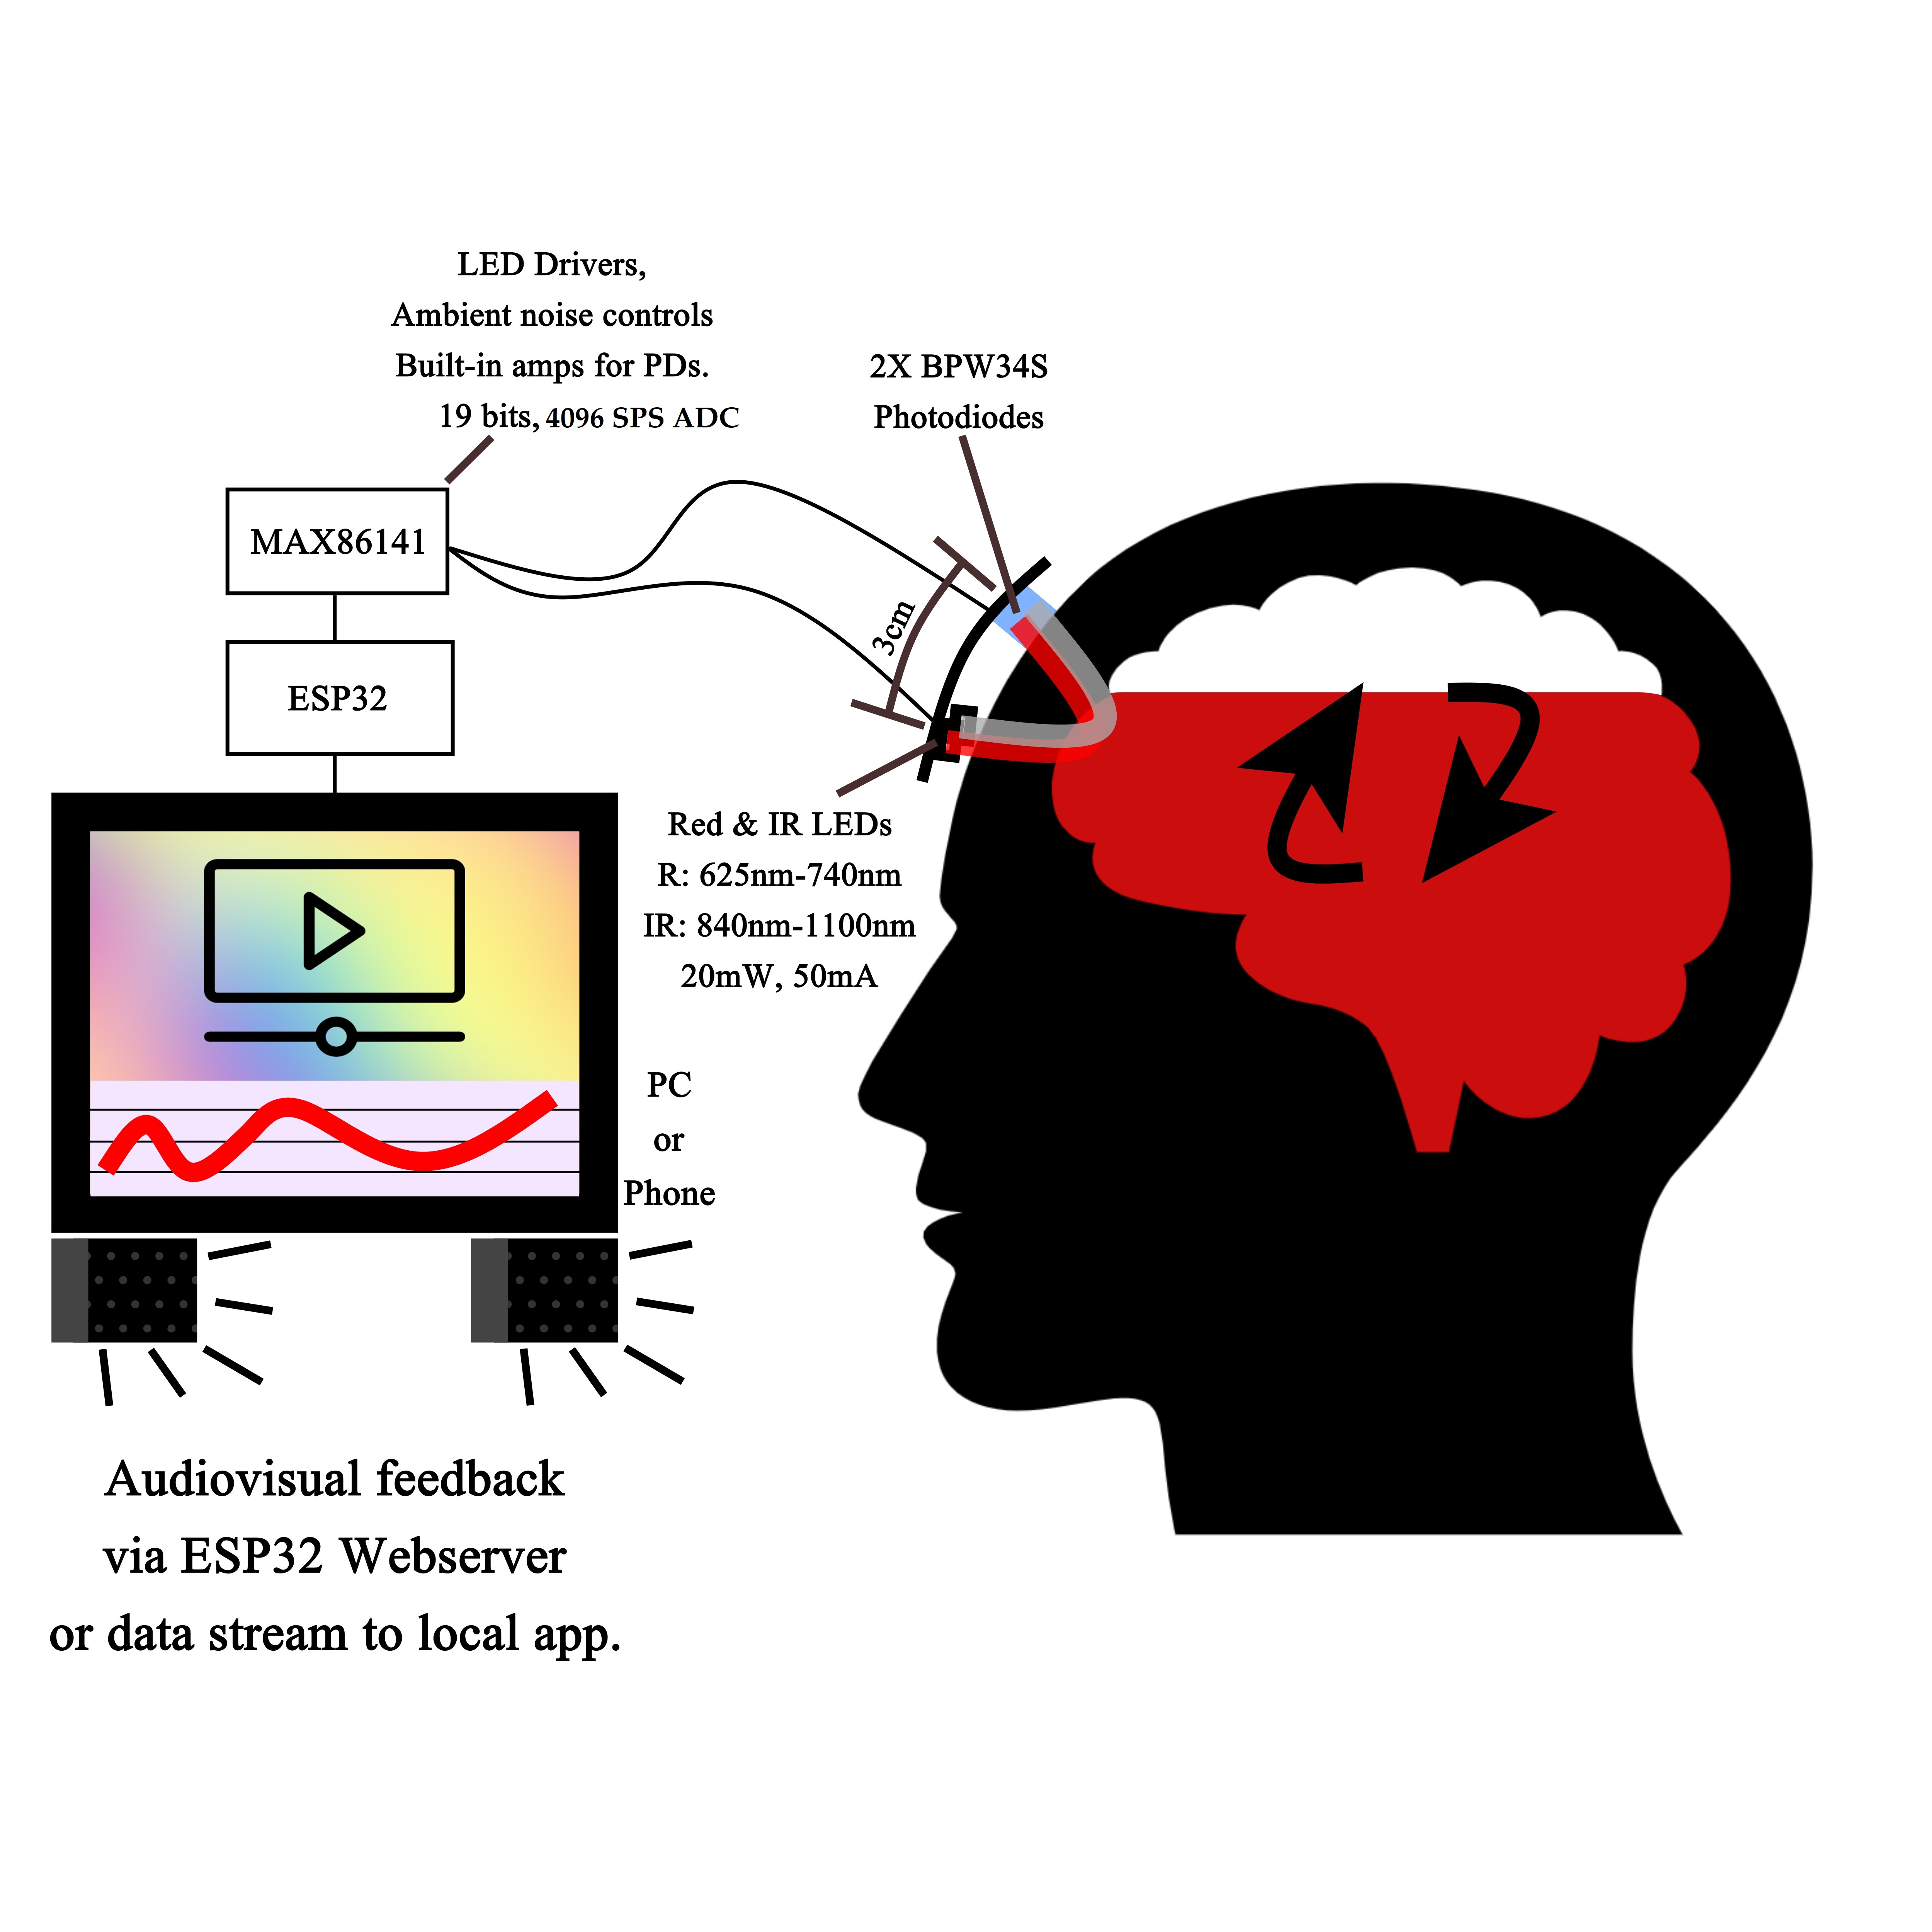 LED Drivers,
Ambient noise controls
Built-in amps for PDs.
19 bits, 4096 SPS ADC
2X BPW34S
Photodiodes
MAX86141
3cm
ESP32
Red & IR LEDs
R: 625nm-740nm
IR: 840nm-1100nm
20mW, 50mA
PC
or
Phone
Audiovisual feedback
via ESP32 Webserver
or data stream to local app.